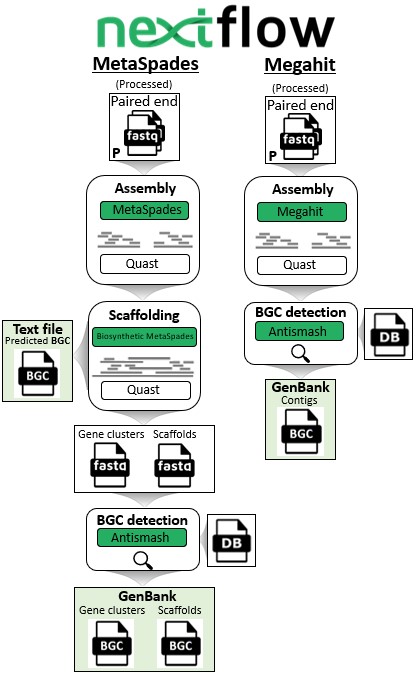 nextflow
MetaSpades
(Processed)
Paired end
fastq
P
Assembly
MetaSpades
Quast
Scaffolding
Biosynthetic MetaSpades
Quast
Text file
Predicted BGC
BGC
Gene clusters Scaffolds
fastq fastq
BGC detection
Antismash
DB
GenBank
Gene clusters Scaffolds
BGC BGC
Megahit
(Processed)
Paired end
fastq
P
Assembly
Megahit
Quast
BGC detection
Antismash
DB
GenBank
Contigs
BGC